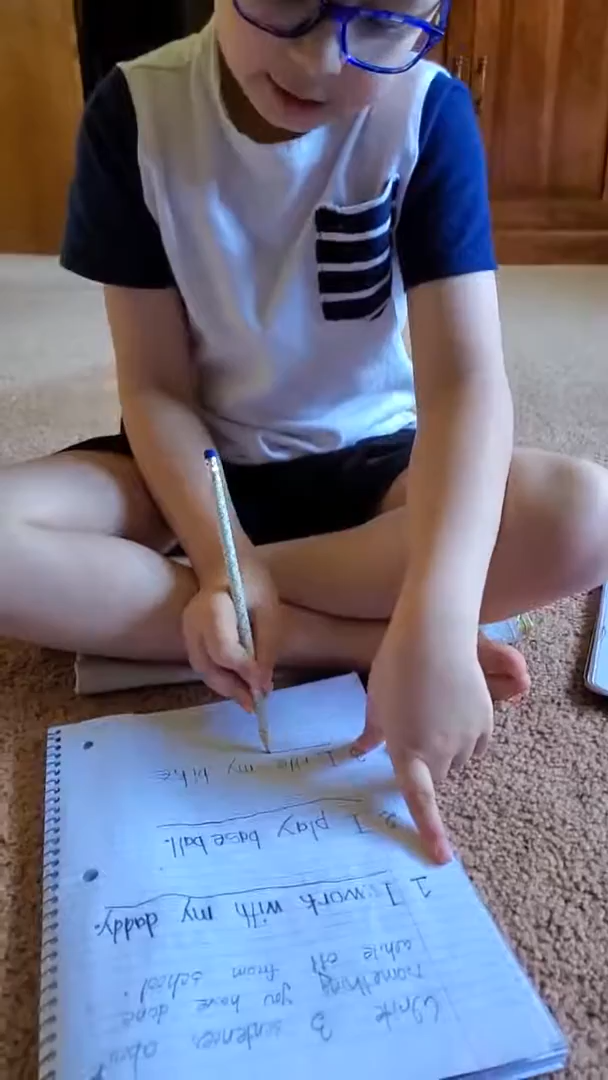 Write 3 sentences about
something you have done
while off from school.
1 I work with my daddy.
2. I play base ball.
3 I ride my bike